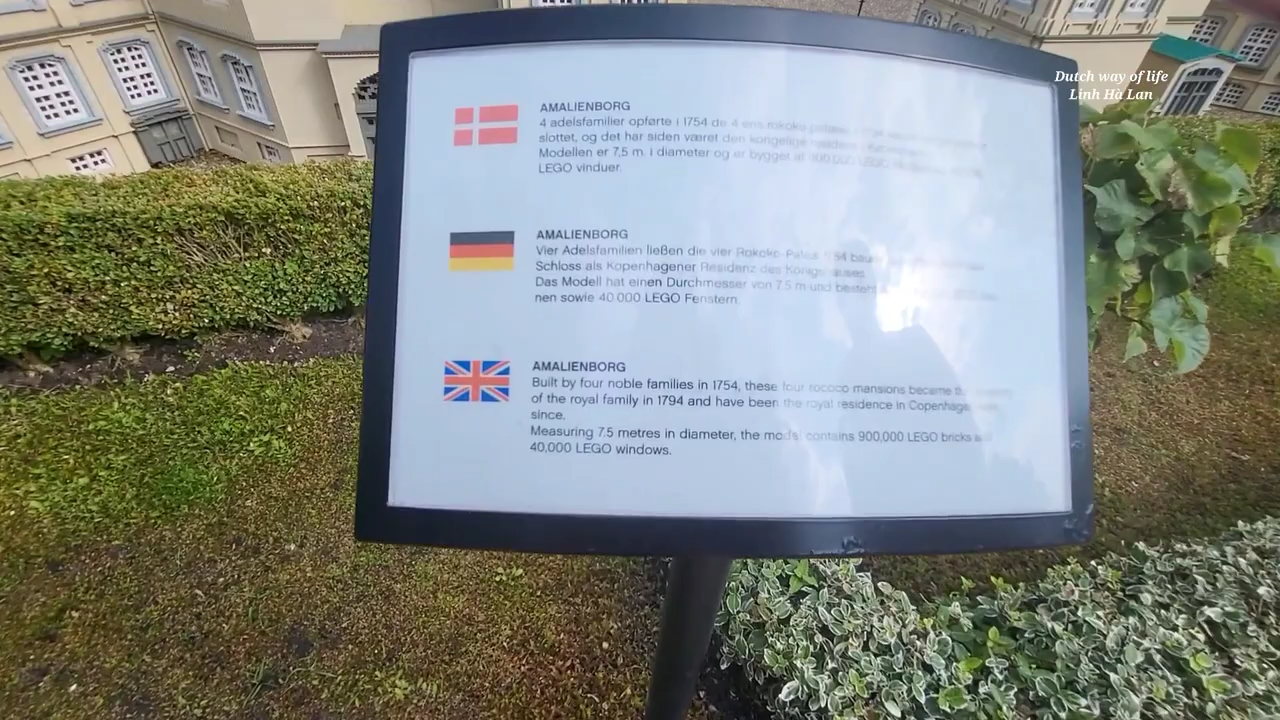 Dutch way of life
Linh Hà Lan
AMALIENBORG
4 adelsfamilier opførte i 1754 de 4 ens rokoko
slottet, og det har siden været den kongelige
Modellen er 7,5 m. i diameter og er bygget af 900.000 LEGO
LEGO vinduer.
AMALIENBORG
Vier Adelsfamilien ließen die vier Rokoko-Palais
Schloss als Kopenhagener Residenz des
Das Modell hat einen Durchmesser von 7,5 m und besteht
nen sowie 40 000 LEGO Fenstern.
AMALIENBORG
Built by four noble families in 1754, these four rococo mansions became
of the royal family in 1794 and have been the royal residence in Copenhagen
since.
Measuring 7.5 metres in diameter, the model contains 900,000 LEGO bricks and
40,000 LEGO windows.